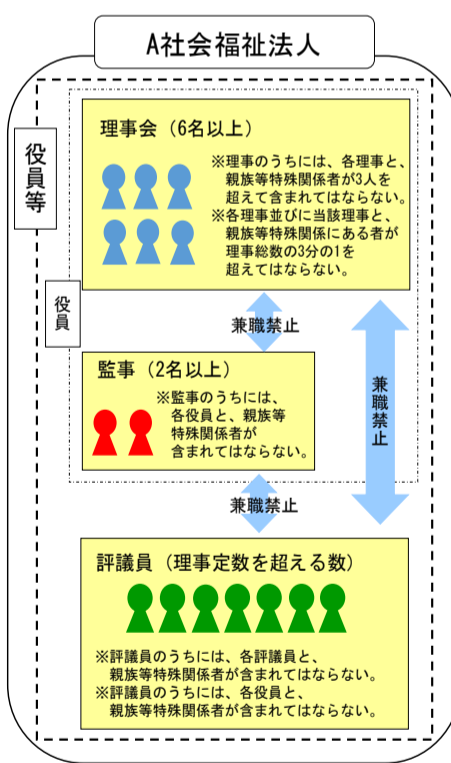 A社会福祉法人
役員等
理事会（6名以上）
※理事のうちには、各理事と、
親族等特殊関係者が3人を
超えて含まれてはならない。
※各理事並びに当該理事と、
親族等特殊関係にある者が
理事総数の3分の1を
超えてはならない。
役員
兼職禁止
監事（2名以上）
※監事のうちには、
各役員と、親族等
特殊関係者が
含まれてはならない。
兼職禁止
兼職禁止
評議員（理事定数を超える数）
※評議員のうちには、各評議員と、
親族等特殊関係者が含まれてはならない。
※評議員のうちには、各役員と、
親族等特殊関係者が含まれてはならない。